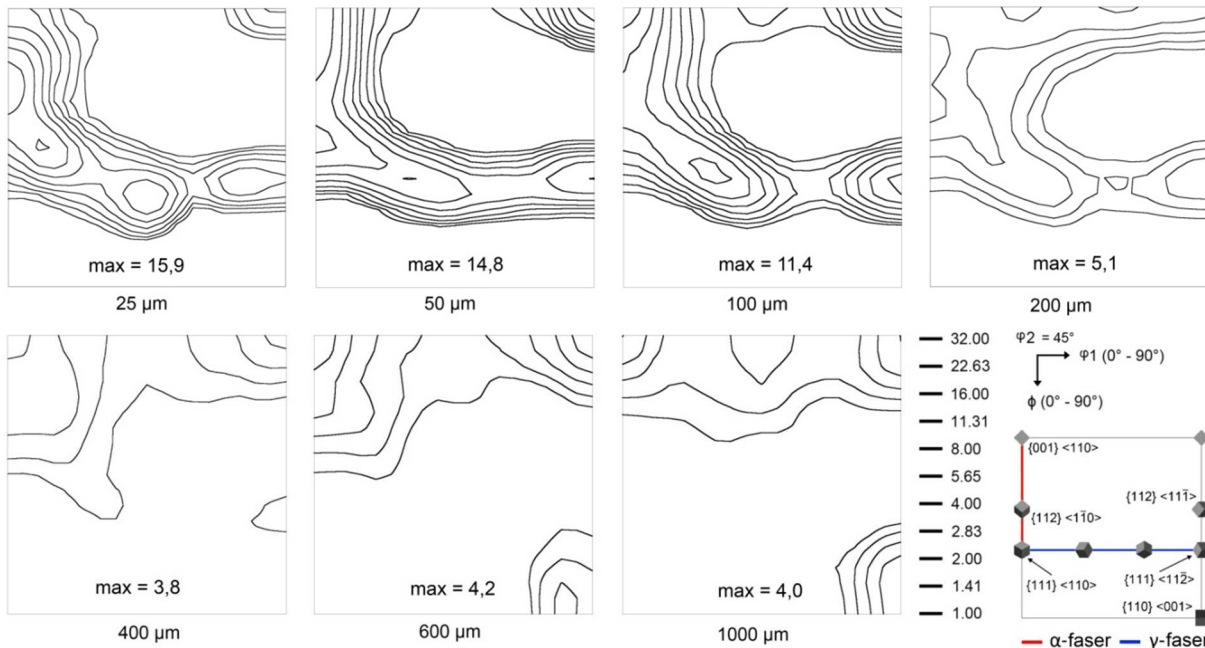 max = 15,9
max = 14,8
max = 11,4
max = 5,1
25 µm
50 µm
100 µm
200 µm
max = 3,8
max = 4,2
max = 4,0
400 µm
600 µm
1000 µm
32.00
22.63
16.00
11.31
8.00
5.65
4.00
2.83
2.00
1.41
1.00
φ2 = 45°
φ1 (0° - 90°)
ϕ (0° - 90°)
{001} <110>
{112} <111̅>
{112} <11̅0>
{111} <110>
{111} <112̅>
{110} <001>
α-faser
γ-faser